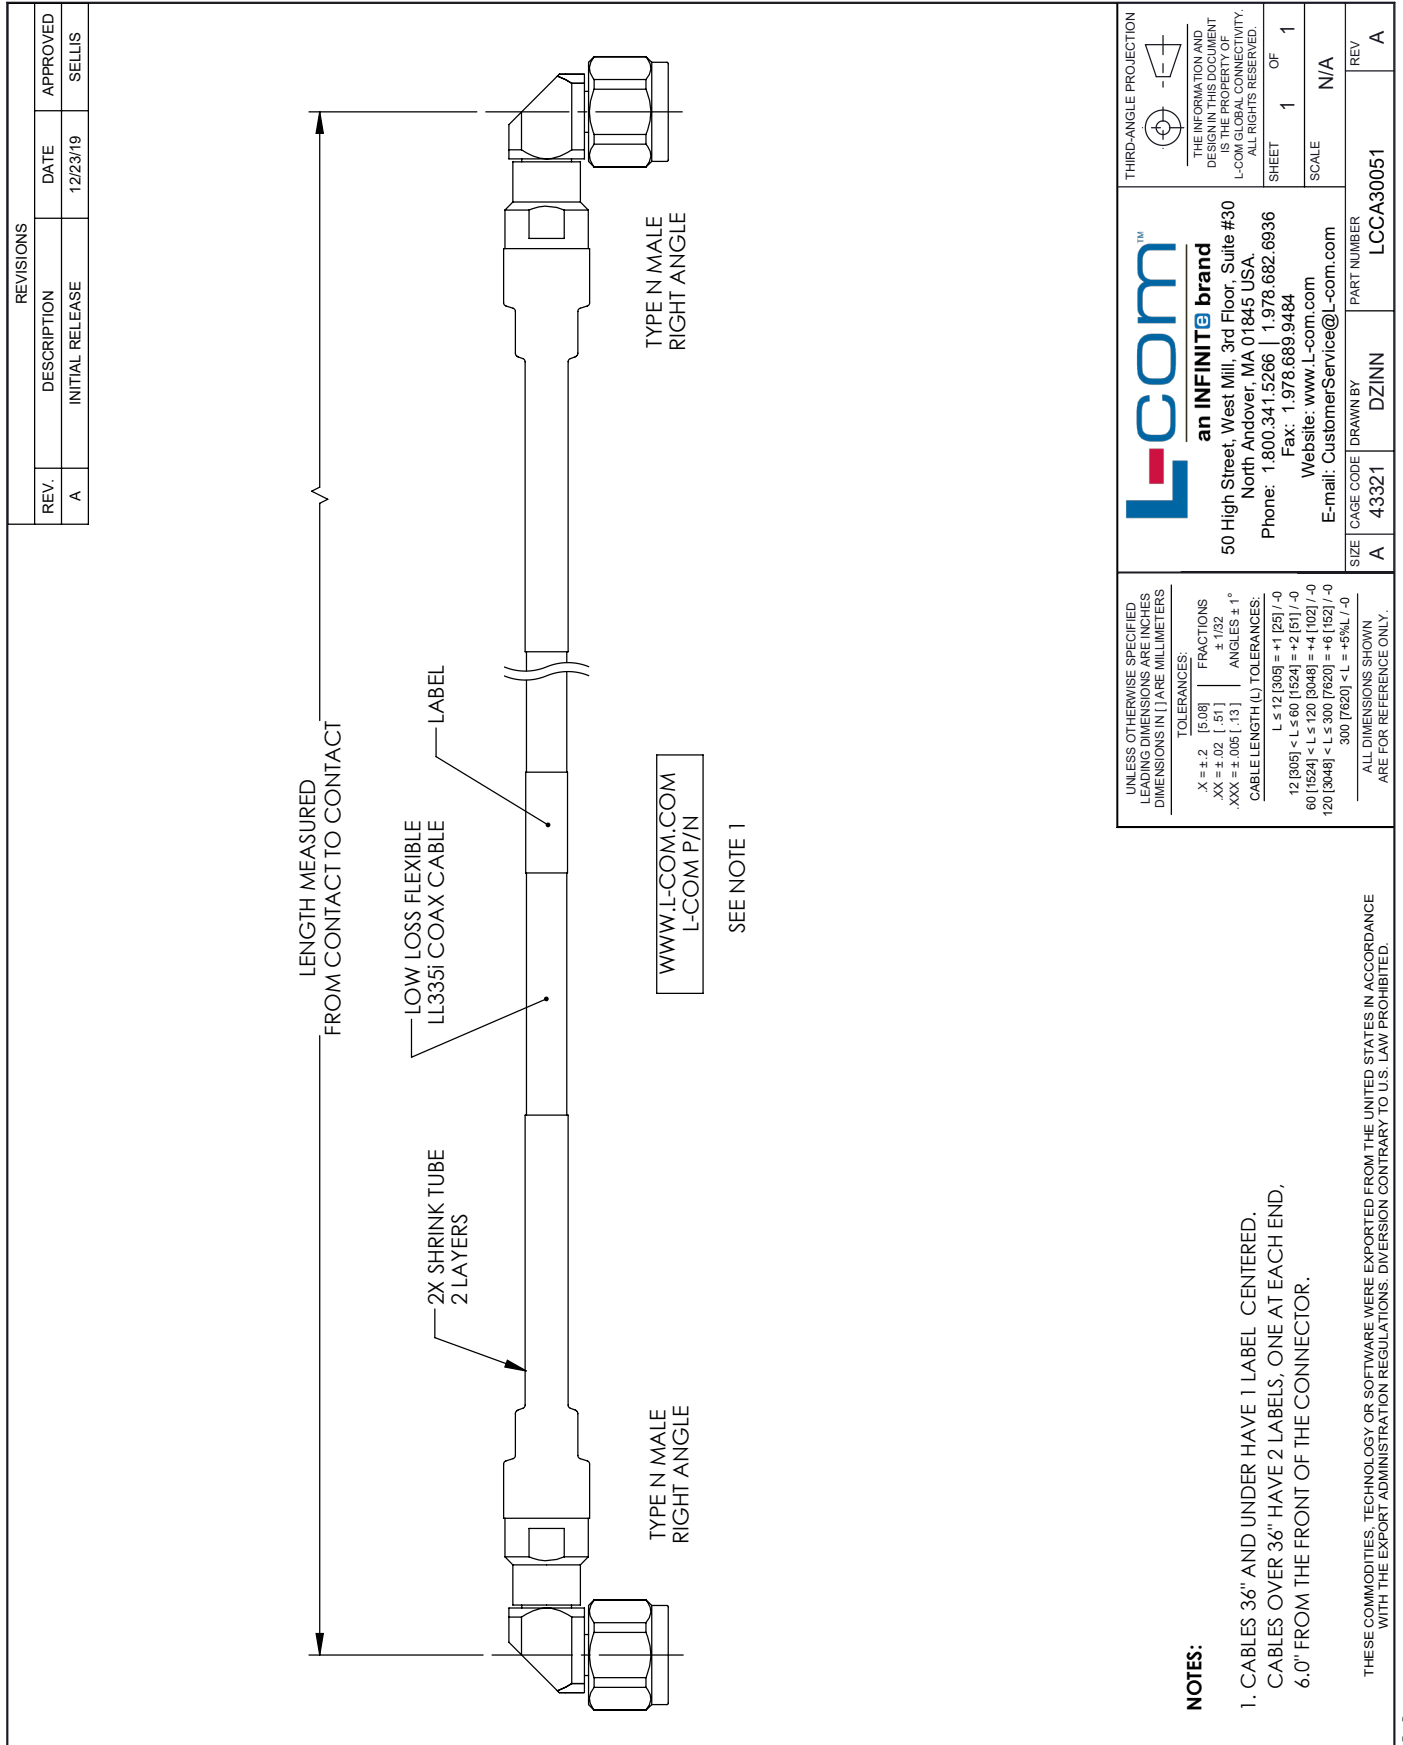 REVISIONS
REV.
DESCRIPTION
DATE
APPROVED
A
INITIAL RELEASE
12/23/19
SELLIS
LENGTH MEASURED
FROM CONTACT TO CONTACT
LOW LOSS FLEXIBLE
LL335i COAX CABLE
LABEL
2X SHRINK TUBE
2 LAYERS
TYPE N MALE
RIGHT ANGLE
TYPE N MALE
RIGHT ANGLE
WWW.L-COM.COM
L-COM P/N
SEE NOTE 1
NOTES:
1. CABLES 36" AND UNDER HAVE 1 LABEL CENTERED.
CABLES OVER 36" HAVE 2 LABELS, ONE AT EACH END,
6.0" FROM THE FRONT OF THE CONNECTOR.
THESE COMMODITIES, TECHNOLOGY OR SOFTWARE WERE EXPORTED FROM THE UNITED STATES IN ACCORDANCE
WITH THE EXPORT ADMINISTRATION REGULATIONS. DIVERSION CONTRARY TO U.S. LAW PROHIBITED.
UNLESS OTHERWISE SPECIFIED
LEADING DIMENSIONS ARE INCHES
DIMENSIONS IN [ ] ARE MILLIMETERS
TOLERANCES:
.X = ± .2 [5.08] FRACTIONS
.XX = ± .02 [ .51 ] ± 1/32
.XXX = ± .005 [ .13 ] ANGLES ± 1°
CABLE LENGTH (L) TOLERANCES:
L ≤ 12 [305] = +1 [25] / -0
12 [305] < L ≤ 60 [1524] = +2 [51] / -0
60 [1524] < L ≤ 120 [3048] = +4 [102] / -0
120 [3048] < L ≤ 300 [7620] = +6 [152] / -0
300 [7620] < L = +5%L / -0
ALL DIMENSIONS SHOWN
ARE FOR REFERENCE ONLY.
L-com™
an INFINITe brand
50 High Street, West Mill, 3rd Floor, Suite #30
North Andover, MA 01845 USA.
Phone: 1.800.341.5266 | 1.978.682.6936
Fax: 1.978.689.9484
Website: www.L-com.com
E-mail: CustomerService@L-com.com
THIRD-ANGLE PROJECTION
THE INFORMATION AND
DESIGN IN THIS DOCUMENT
IS THE PROPERTY OF
L-COM GLOBAL CONNECTIVITY.
ALL RIGHTS RESERVED.
SHEET
1 OF 1
SCALE
N/A
SIZE
A
CAGE CODE
43321
DRAWN BY
DZINN
PART NUMBER
LCCA30051
REV
A